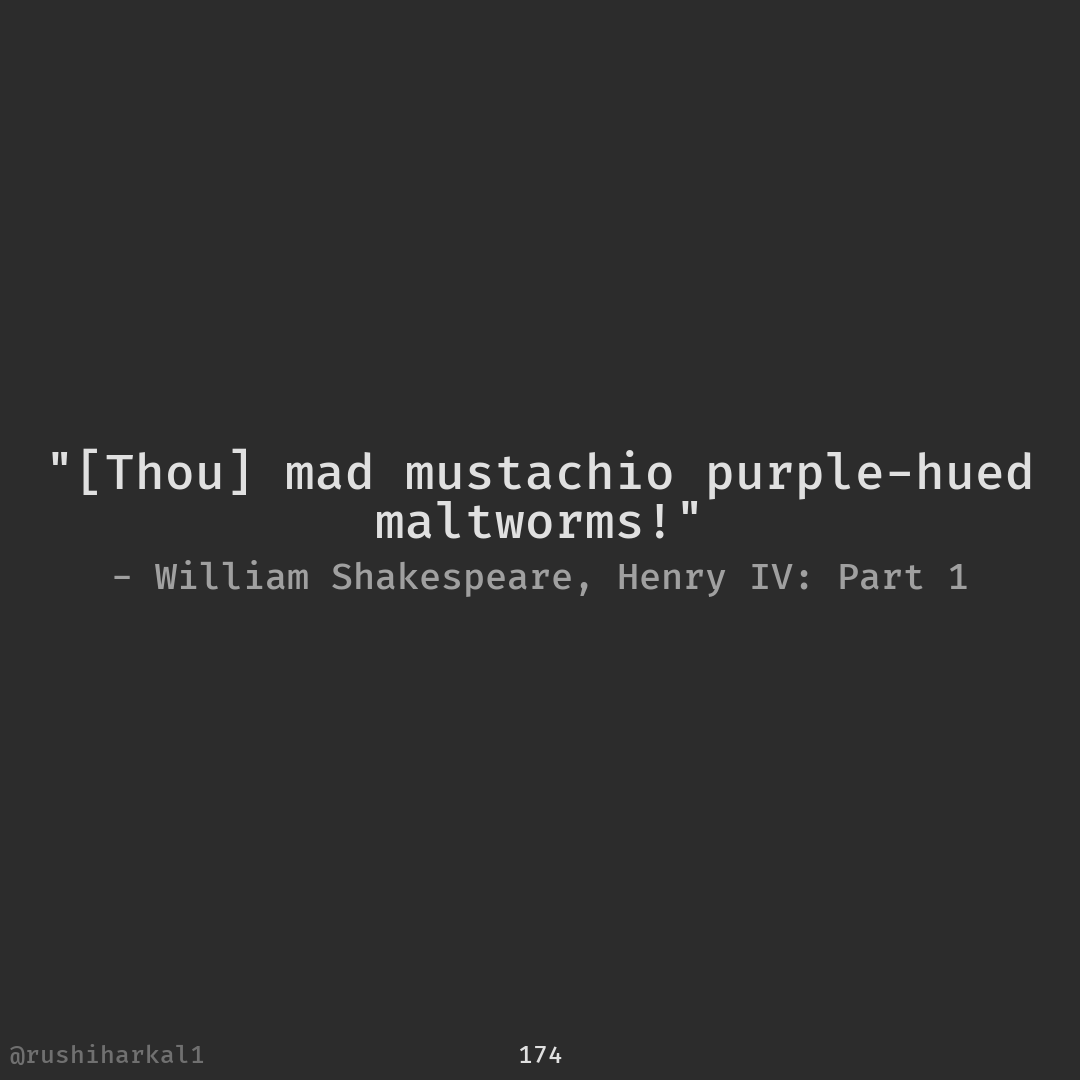 "[Thou] mad mustachio purple-hued
maltworms!"
- William Shakespeare, Henry IV: Part 1
@rushiharkal1
174